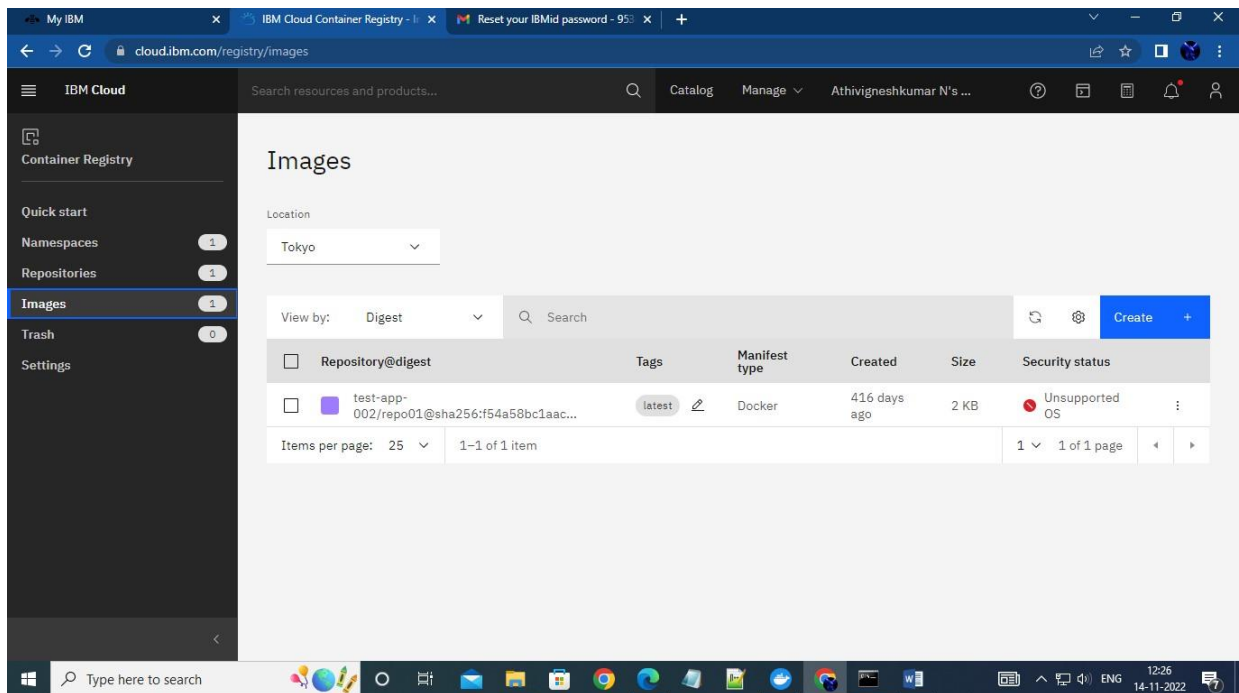 My IBM
IBM Cloud Container Registry - I
Reset your IBMid password - 953
cloud.ibm.com/registry/images
IBM Cloud
Search resources and products...
Catalog
Manage
Athivigneshkumar N's ...
Container Registry
Quick start
Namespaces 1
Repositories 1
Images 1
Trash 0
Settings
Images
Location
Tokyo
View by: Digest
Search
Create +
Repository@digest
Tags
Manifest
type
Created
Size
Security status
test-app-
002/repo01@sha256:f54a58bc1aac...
latest
Docker
416 days
ago
2 KB
Unsupported
OS
Items per page: 25
1–1 of 1 item
1
1 of 1 page
Type here to search
ENG
12:26
14-11-2022
7